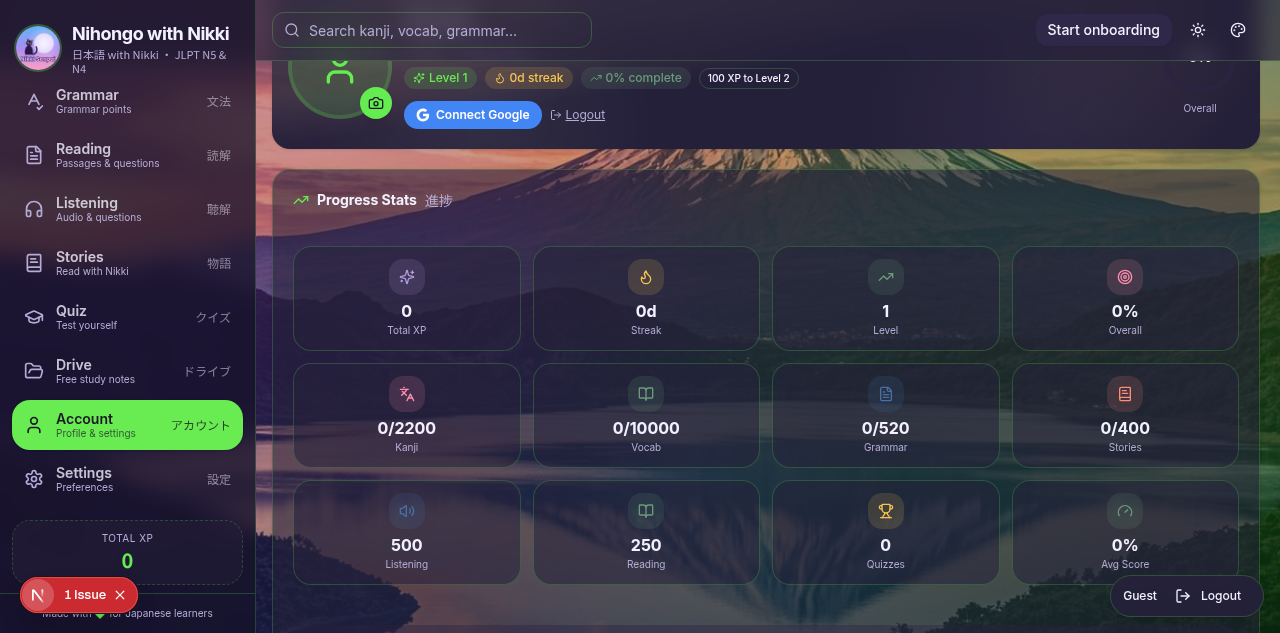 Nihongo with Nikki
日本語 with Nikki ・ JLPT N5 &
N4
Grammar
Grammar points
文法
Reading
Passages & questions
読解
Listening
Audio & questions
聴解
Stories
Read with Nikki
物語
Quiz
Test yourself
クイズ
Drive
Free study notes
ドライブ
Account
Profile & settings
アカウント
Settings
Preferences
設定
TOTAL XP
0
1 Issue
for Japanese learners
Search kanji, vocab, grammar...
Start onboarding
Level 1
0d streak
0% complete
100 XP to Level 2
Connect Google
Logout
Overall
Progress Stats 進捗
0
Total XP
0d
Streak
1
Level
0%
Overall
0/2200
Kanji
0/10000
Vocab
0/520
Grammar
0/400
Stories
500
Listening
250
Reading
0
Quizzes
0%
Avg Score
Guest
Logout